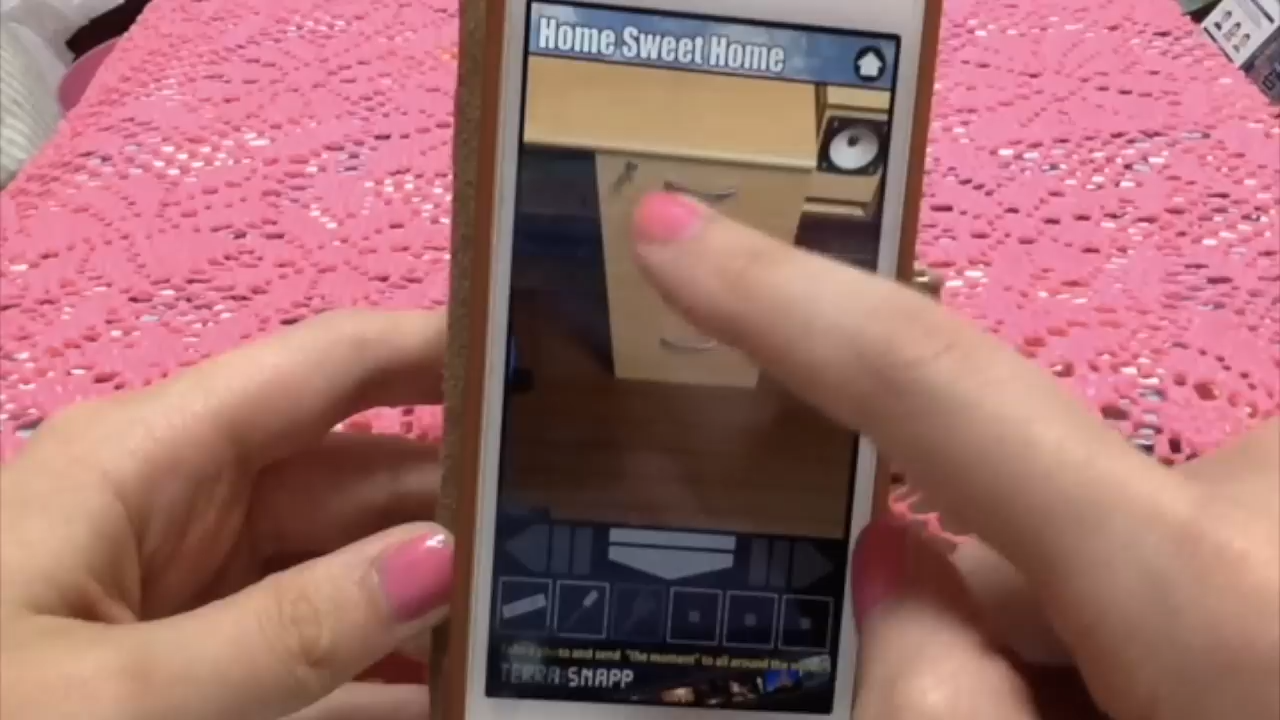 Home Sweet Home
and send "the moment" to all around the
TERRA SNAPP